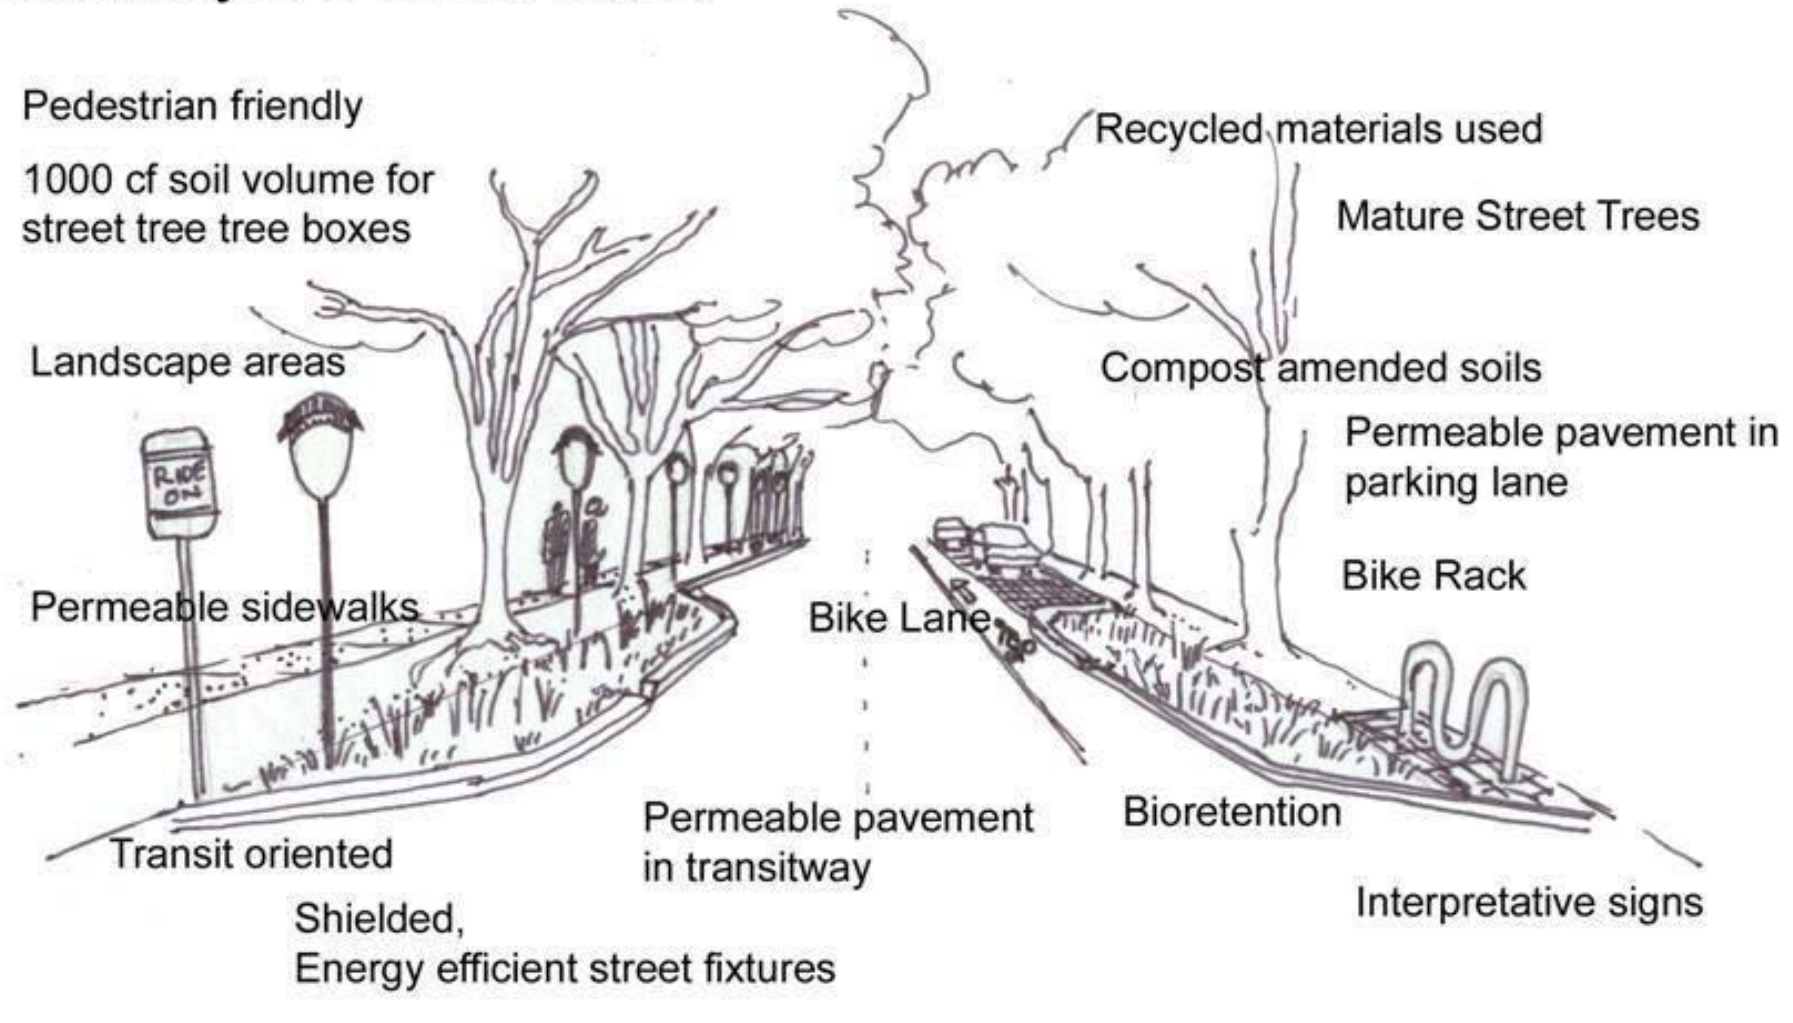 Pedestrian friendly
1000 cf soil volume for
street tree tree boxes
Landscape areas
RIDE
ON
Permeable sidewalks
Transit oriented
Shielded,
Energy efficient street fixtures
Permeable pavement
in transitway
Bike Lane
Recycled materials used
Mature Street Trees
Compost amended soils
Permeable pavement in
parking lane
Bike Rack
Bioretention
Interpretative signs